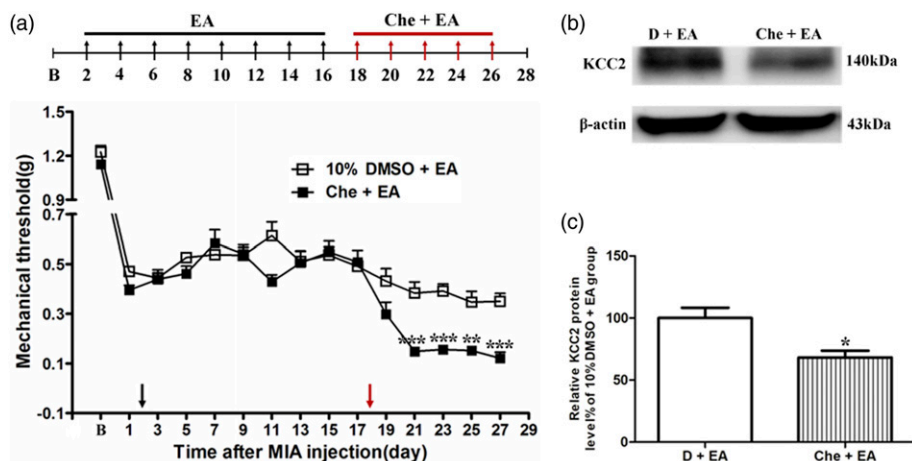 (a)
EA
Che + EA
B 2 4 6 8 10 12 14 16 18 20 22 24 26 28
1.5
1.2
0.9
0.7
0.5
0.3
0.1
-0.1
Mechanical threshold(g)
10% DMSO + EA
Che + EA
*** *** ** ***
B 1 3 5 7 9 11 13 15 17 19 21 23 25 27 29
Time after MIA injection(day)
(b)
D + EA Che + EA
KCC2 140kDa
β-actin 43kDa
(c)
Relative KCC2 protein
level% of 10% DMSO + EA group
150
100
50
0
*
D + EA Che + EA